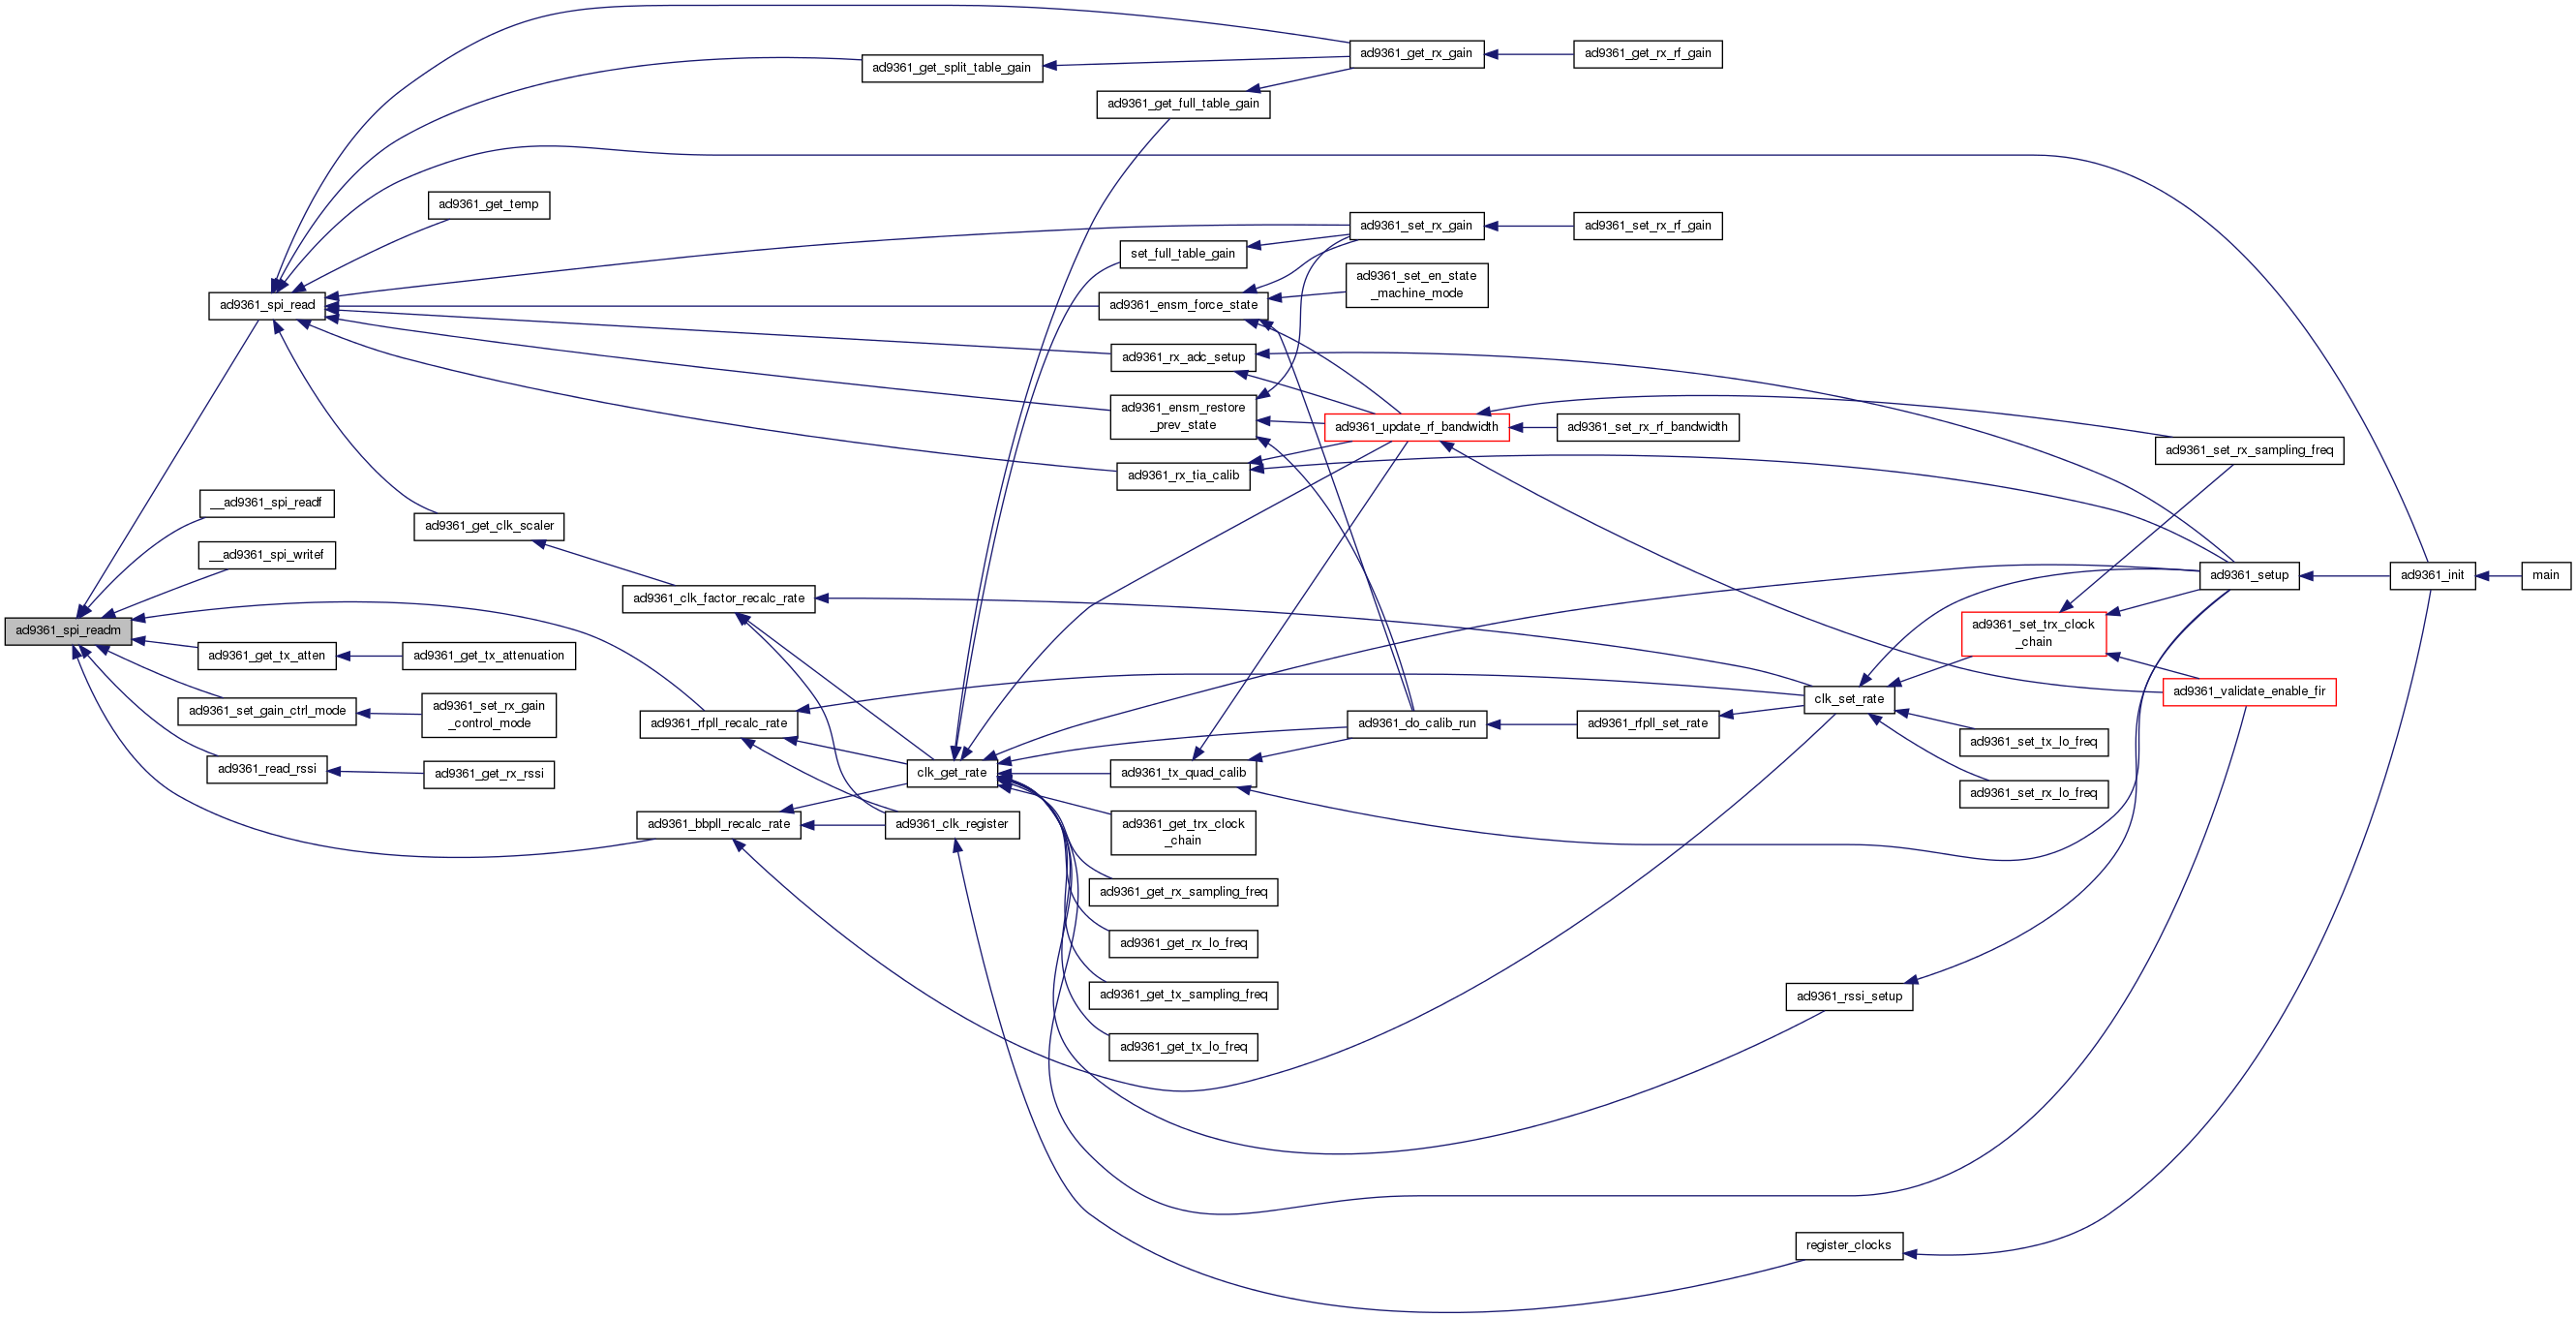 ad9361_get_rx_gain
ad9361_get_rx_rf_gain
ad9361_get_split_table_gain
ad9361_get_full_table_gain
ad9361_get_temp
ad9361_set_rx_gain
ad9361_set_rx_rf_gain
set_full_table_gain
ad9361_set_en_state
_machine_mode
ad9361_spi_read
ad9361_ensm_force_state
ad9361_rx_adc_setup
ad9361_ensm_restore
_prev_state
ad9361_update_rf_bandwidth
ad9361_set_rx_rf_bandwidth
ad9361_set_rx_sampling_freq
ad9361_rx_tia_calib
__ad9361_spi_readf
ad9361_get_clk_scaler
__ad9361_spi_writef
ad9361_setup
ad9361_init
main
ad9361_clk_factor_recalc_rate
ad9361_spi_readm
ad9361_set_trx_clock
_chain
ad9361_get_tx_atten
ad9361_get_tx_attenuation
ad9361_validate_enable_fir
clk_set_rate
ad9361_set_gain_ctrl_mode
ad9361_set_rx_gain
_control_mode
ad9361_rfpll_recalc_rate
ad9361_do_calib_run
ad9361_rfpll_set_rate
ad9361_set_tx_lo_freq
ad9361_read_rssi
ad9361_get_rx_rssi
clk_get_rate
ad9361_tx_quad_calib
ad9361_set_rx_lo_freq
ad9361_bbpll_recalc_rate
ad9361_clk_register
ad9361_get_trx_clock
_chain
ad9361_get_rx_sampling_freq
ad9361_get_rx_lo_freq
ad9361_get_tx_sampling_freq
ad9361_rssi_setup
ad9361_get_tx_lo_freq
register_clocks